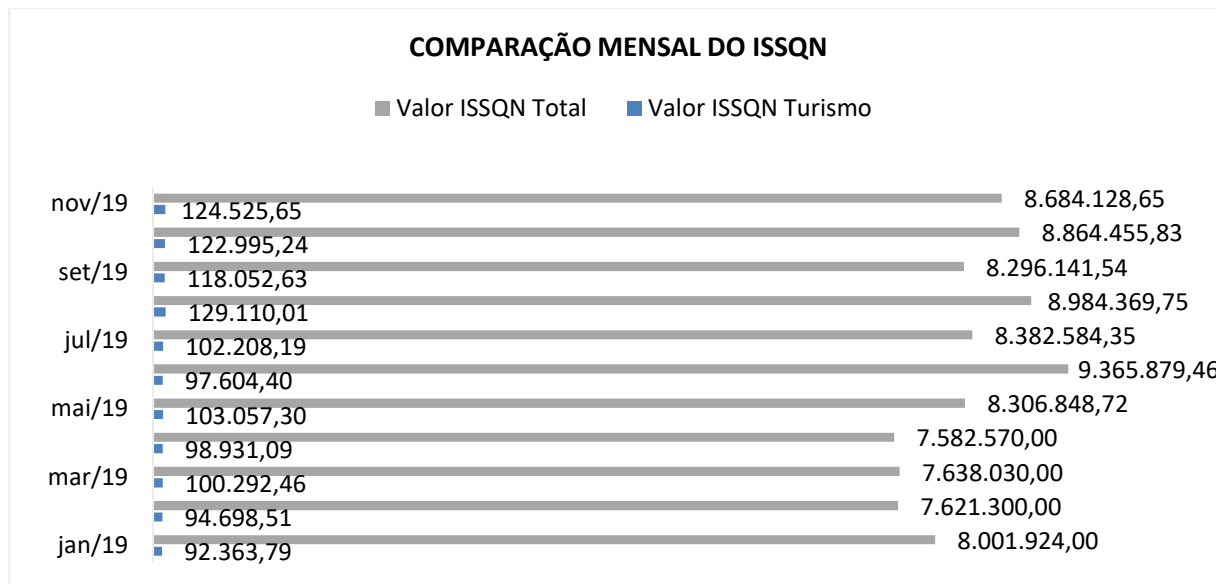 COMPARAÇÃO MENSAL DO ISSQN
Valor ISSQN Total Valor ISSQN Turismo
nov/19 8.684.128,65
124.525,65
8.864.455,83
122.995,24
set/19 8.296.141,54
118.052,63
8.984.369,75
129.110,01
jul/19 8.382.584,35
102.208,19
9.365.879,46
97.604,40
mai/19 8.306.848,72
103.057,30
7.582.570,00
98.931,09
mar/19 7.638.030,00
100.292,46
7.621.300,00
94.698,51
jan/19 8.001.924,00
92.363,79